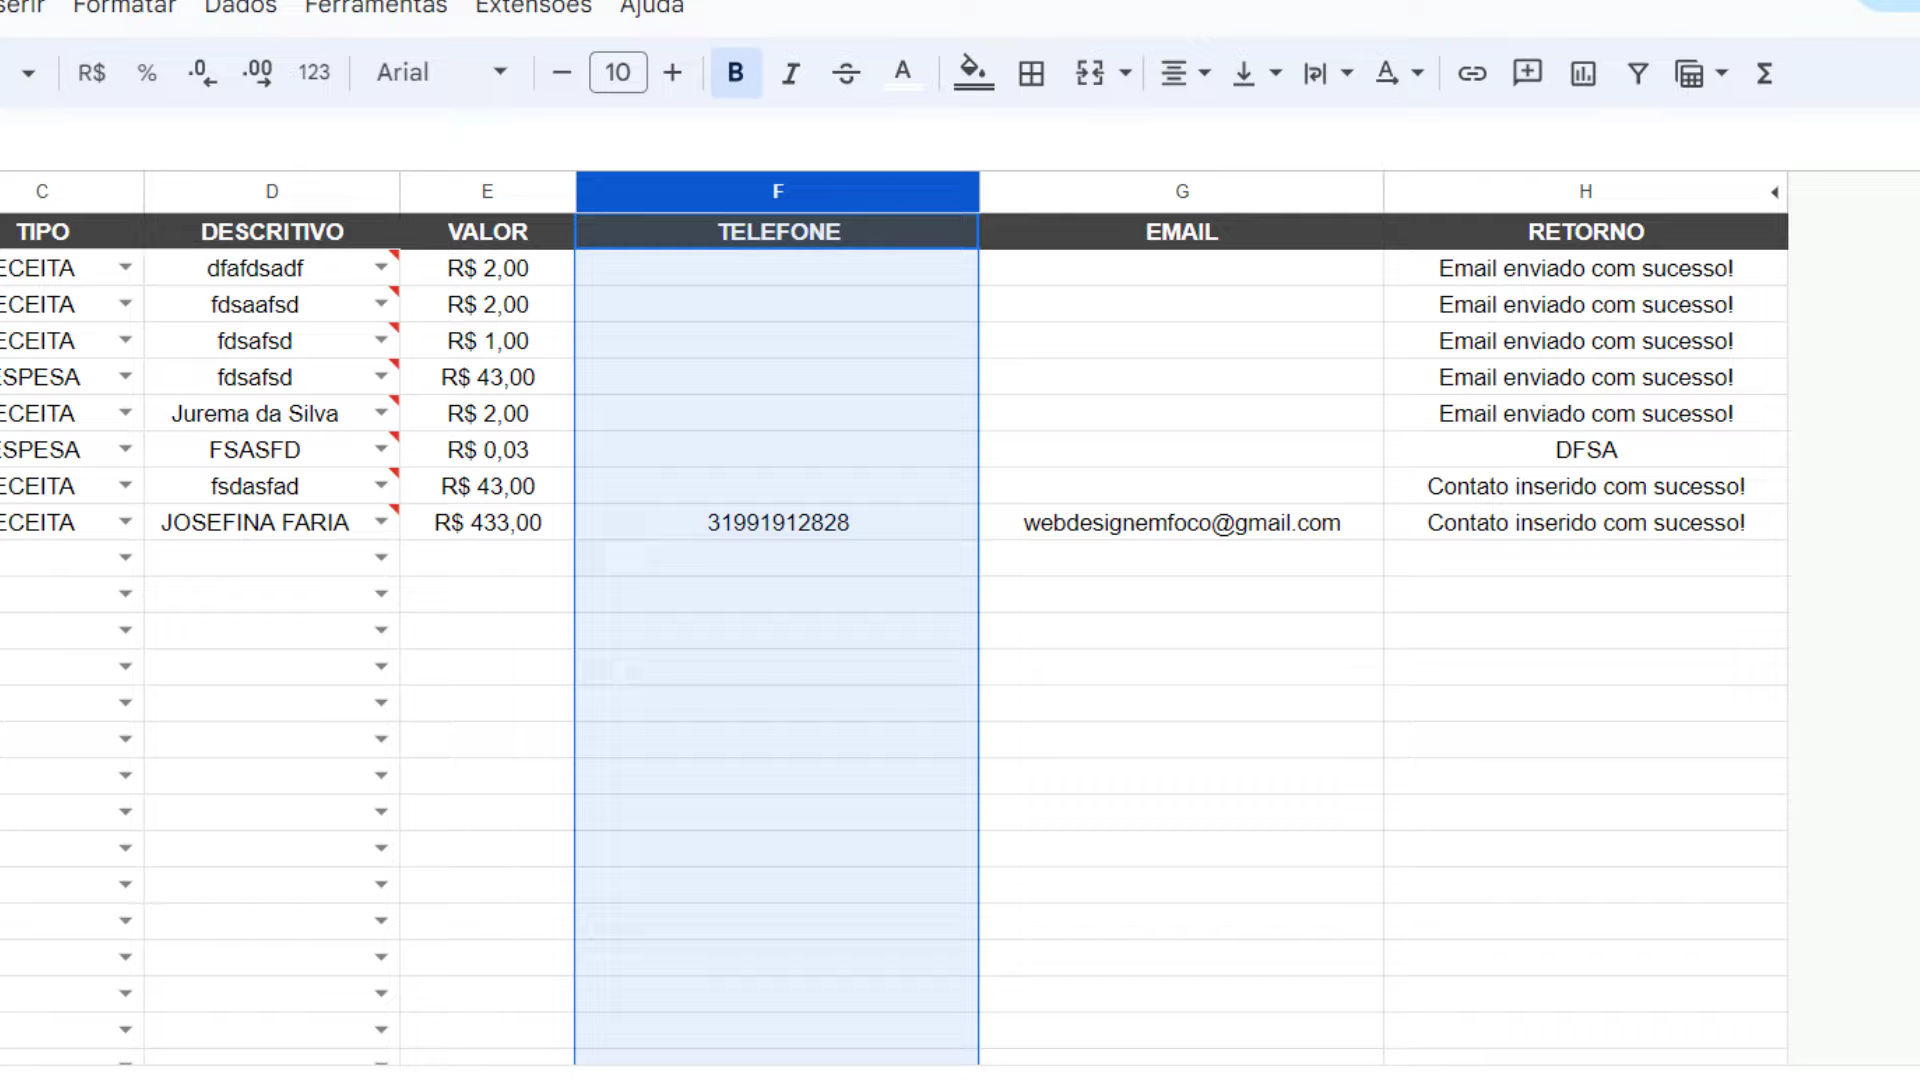 serir Formatar Dados Ferramentas Extensões Ajuda
R$ % .0 .00 123 Arial 10 B I S A A Σ
C D E F G H
TIPO DESCRITIVO VALOR TELEFONE EMAIL RETORNO
ECEITA dfafdsadf R$ 2,00 Email enviado com sucesso!
ECEITA fdsaafsd R$ 2,00 Email enviado com sucesso!
ECEITA fdsafsd R$ 1,00 Email enviado com sucesso!
ESPESA fdsafsd R$ 43,00 Email enviado com sucesso!
ECEITA Jurema da Silva R$ 2,00 Email enviado com sucesso!
ESPESA FSASFD R$ 0,03 DFSA
ECEITA fsdasfad R$ 43,00 Contato inserido com sucesso!
ECEITA JOSEFINA FARIA R$ 433,00 31991912828 webdesignemfoco@gmail.com Contato inserido com sucesso!